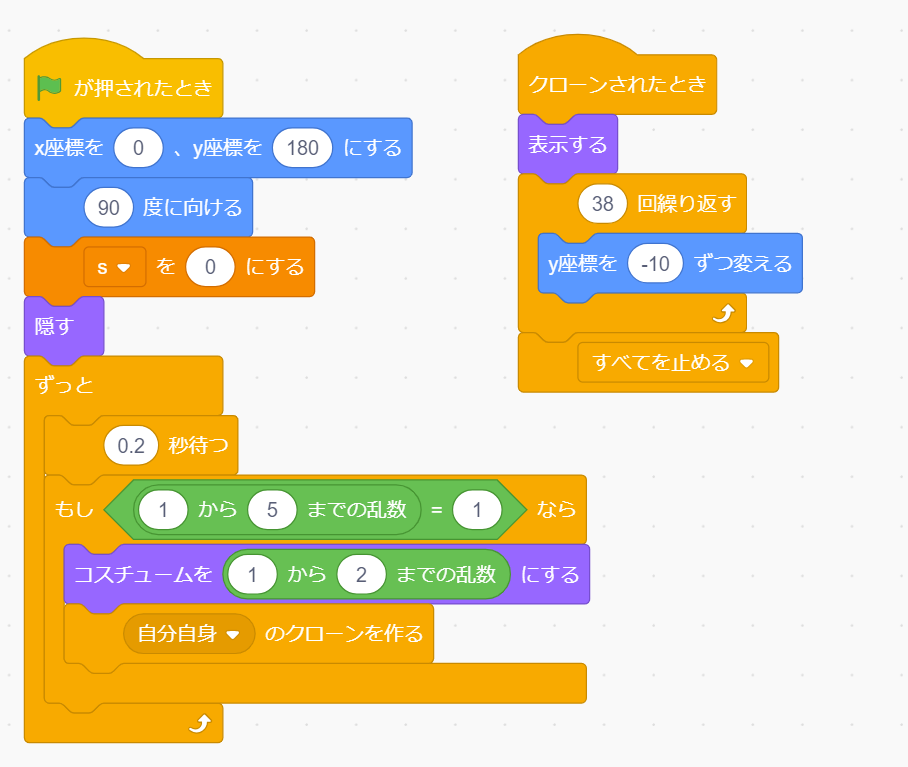 が押されたとき
x座標を 0 、y座標を 180 にする
90 度に向ける
s を 0 にする
隠す
ずっと
0.2 秒待つ
もし 1 から 5 までの乱数 = 1 なら
コスチュームを 1 から 2 までの乱数 にする
自分自身 のクローンを作る
クローンされたとき
表示する
38 回繰り返す
y座標を -10 ずつ変える
すべてを止める